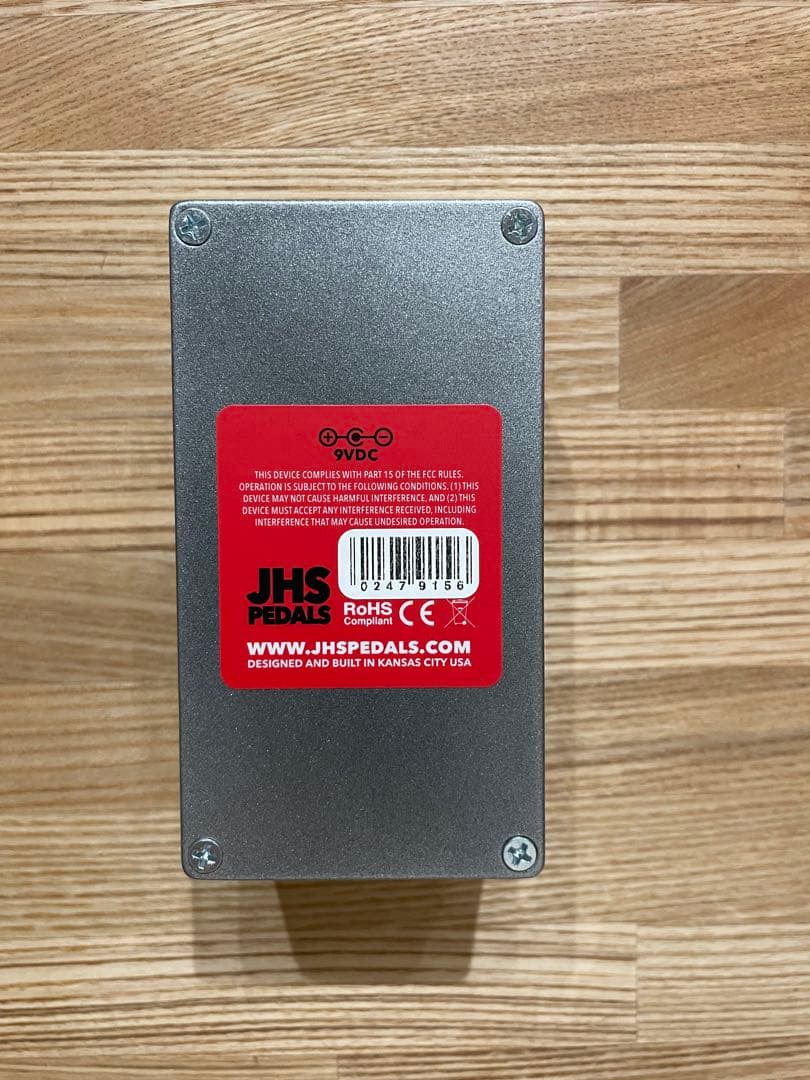 9VDC
THIS DEVICE COMPLIES WITH PART 15 OF THE FCC RULES.
OPERATION IS SUBJECT TO THE FOLLOWING CONDITIONS. (1) THIS
DEVICE MAY NOT CAUSE HARMFUL INTERFERENCE, AND (2) THIS
DEVICE MUST ACCEPT ANY INTERFERENCE RECEIVED, INCLUDING
INTERFERENCE THAT MAY CAUSE UNDESIRED OPERATION.
0247 9156
JHS
PEDALS
RoHS
Compliant
CE
WWW.JHSPEDALS.COM
DESIGNED AND BUILT IN KANSAS CITY USA